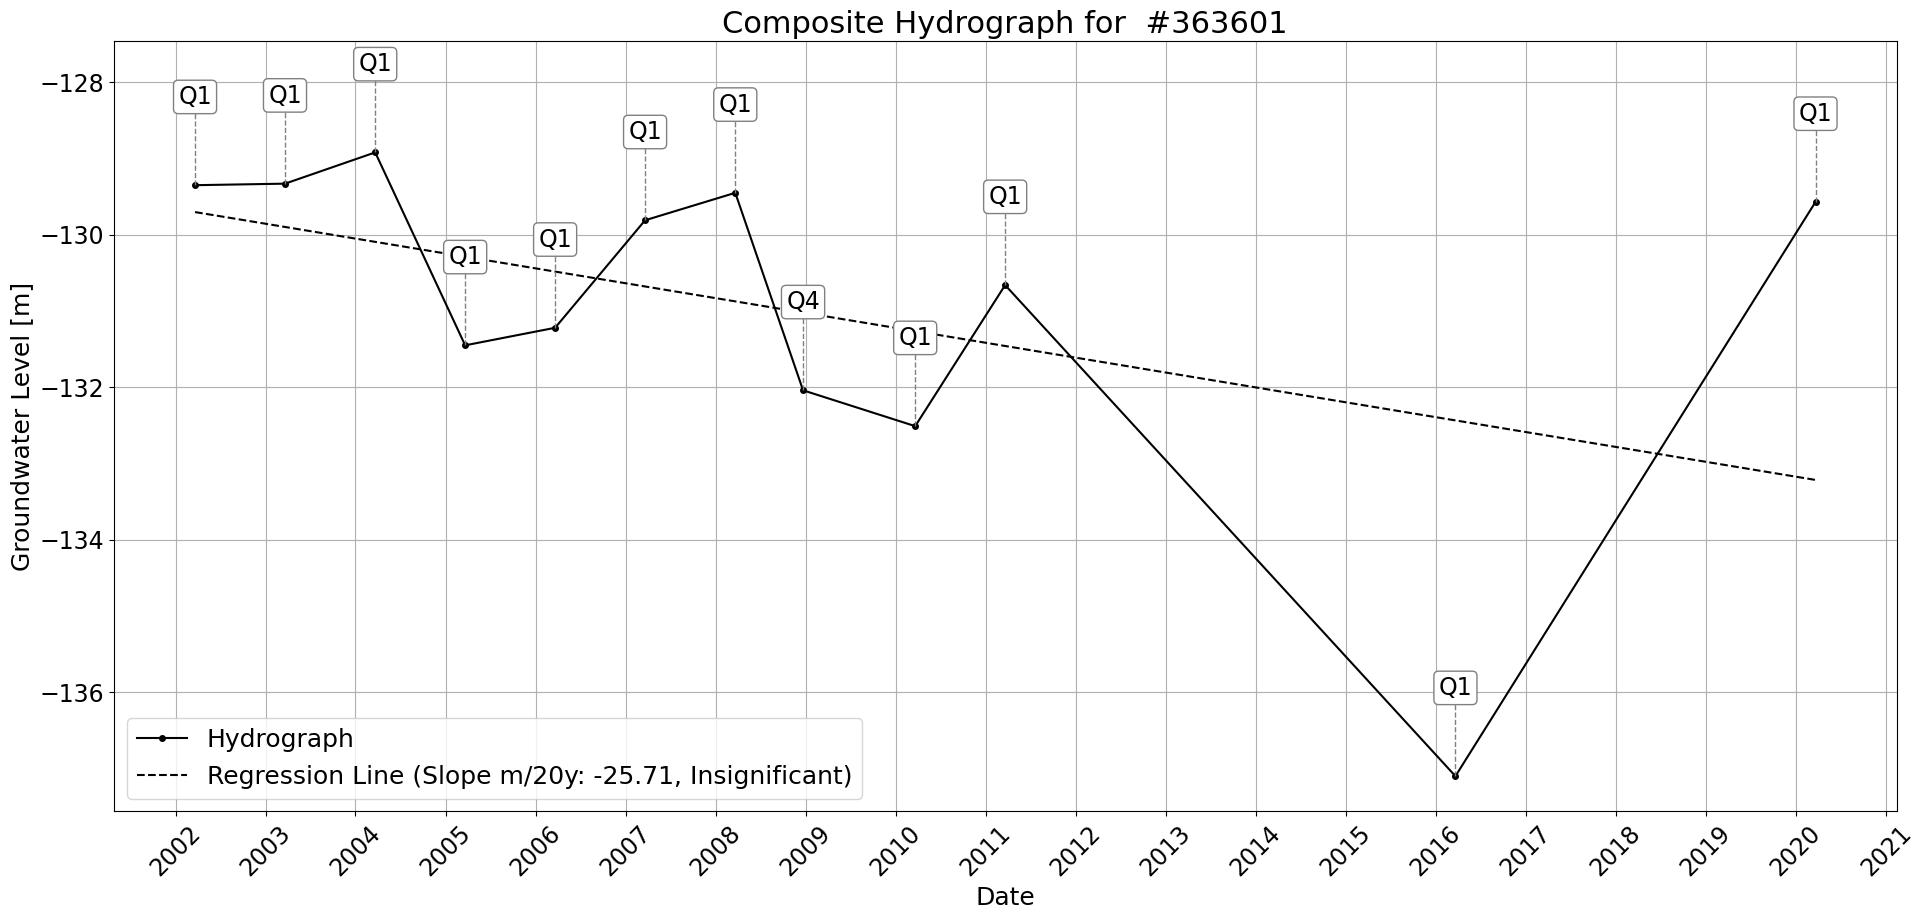 Composite Hydrograph for  #363601
Groundwater Level [m]
−128
−130
−132
−134
−136
Q1
Q1
Q1
Q1
Q1
Q1
Q1
Q4
Q1
Q1
Q1
Q1
Hydrograph
Regression Line (Slope m/20y: -25.71, Insignificant)
2002
2003
2004
2005
2006
2007
2008
2009
2010
2011
2012
2013
2014
2015
2016
2017
2018
2019
2020
2021
Date